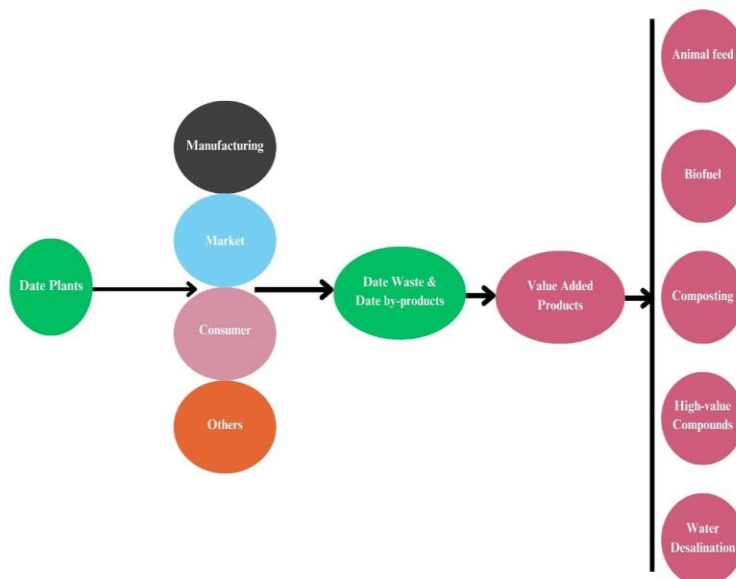 Date Plants
Manufacturing
Market
Consumer
Others
Date Waste &
Date by-products
Value Added
Products
Animal feed
Biofuel
Composting
High-value
Compounds
Water
Desalination